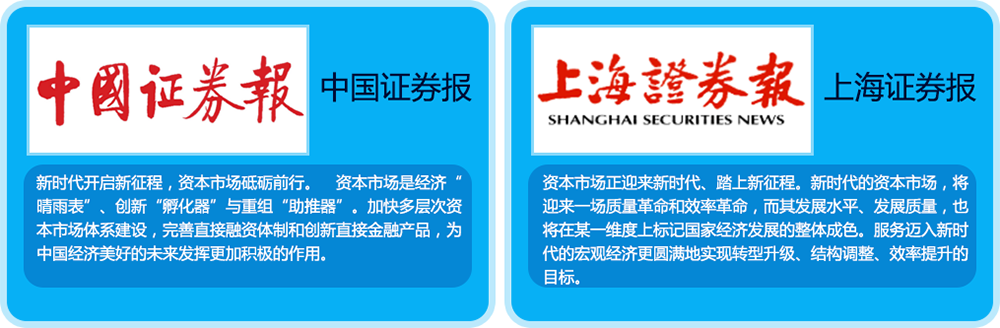 中國证券報
中国证券报
新时代开启新征程，资本市场砥砺前行。　资本市场是经济“
晴雨表”、创新“孵化器”与重组“助推器”。加快多层次资
本市场体系建设，完善直接融资体制和创新直接金融产品，为
中国经济美好的未来发挥更加积极的作用。
上海證券報
SHANGHAI SECURITIES NEWS
上海证券报
资本市场正迎来新时代、踏上新征程。新时代的资本市场，将
迎来一场质量革命和效率革命，而其发展水平、发展质量，也
将在某一维度上标记国家经济发展的整体成色。服务迈入新时
代的宏观经济更圆满地实现转型升级、结构调整、效率提升的
目标。